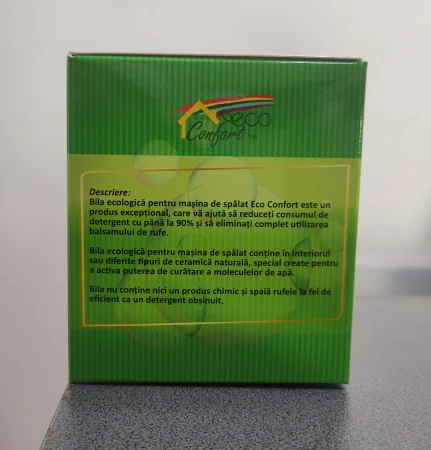 eco
Confort TM
Descriere:
Bila ecologică pentru mașina de spălat Eco Confort este un
produs excepțional, care vă ajută să reduceți consumul de
detergent cu până la 90% și să eliminați complet utilizarea
balsamului de rufe.
Bila ecologică pentru mașina de spălat conține în interiorul
său diferite tipuri de ceramică naturală, special create pentru
a activa puterea de curătare a moleculelor de apă.
Bila nu conține nici un produs chimic și spală rufele la fel de
eficient ca un detergent obșinuit.